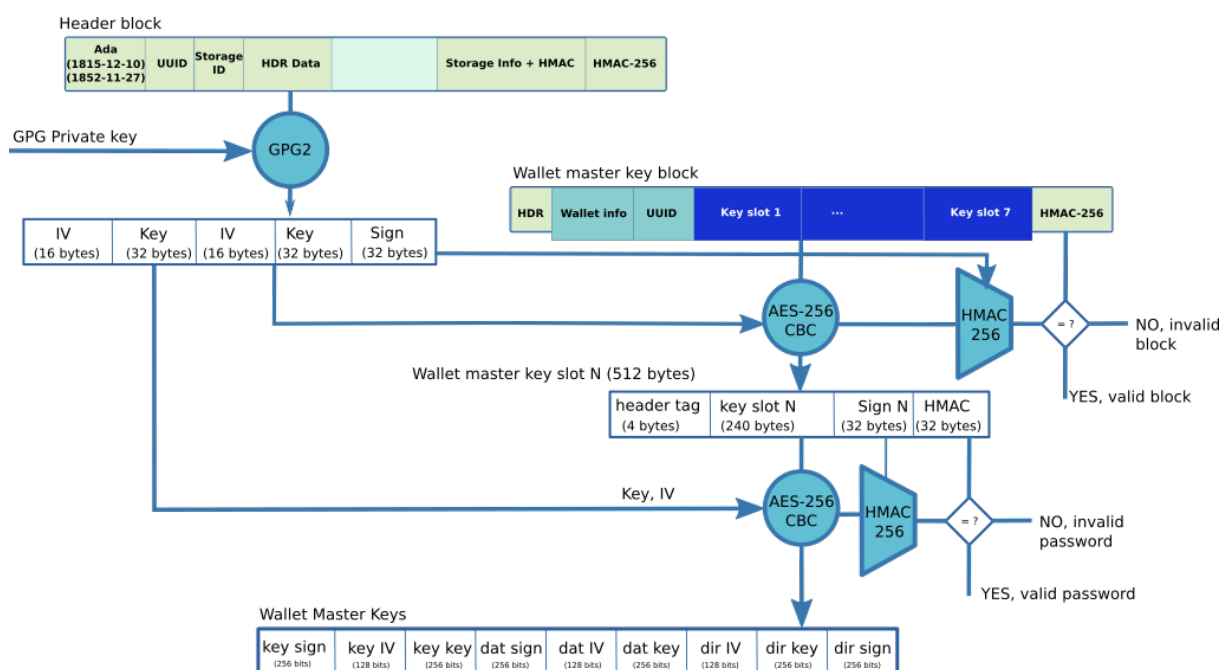 Header block
Ada
(1815-12-10)
(1852-11-27)
UUID
Storage
ID
HDR Data
Storage Info + HMAC
HMAC-256
GPG Private key
GPG2
Wallet master key block
HDR
Wallet info
UUID
Key slot 1
...
Key slot 7
HMAC-256
IV
(16 bytes)
Key
(32 bytes)
IV
(16 bytes)
Key
(32 bytes)
Sign
(32 bytes)
AES-256
CBC
HMAC
256
= ?
NO, invalid
block
YES, valid block
Wallet master key slot N (512 bytes)
header tag
(4 bytes)
key slot N
(240 bytes)
Sign N
(32 bytes)
HMAC
(32 bytes)
Key, IV
AES-256
CBC
HMAC
256
= ?
NO, invalid
password
YES, valid password
Wallet Master Keys
key sign
(256 bits)
key IV
(128 bits)
key key
(256 bits)
dat sign
(256 bits)
dat IV
(128 bits)
dat key
(256 bits)
dir IV
(128 bits)
dir key
(256 bits)
dir sign
(256 bits)